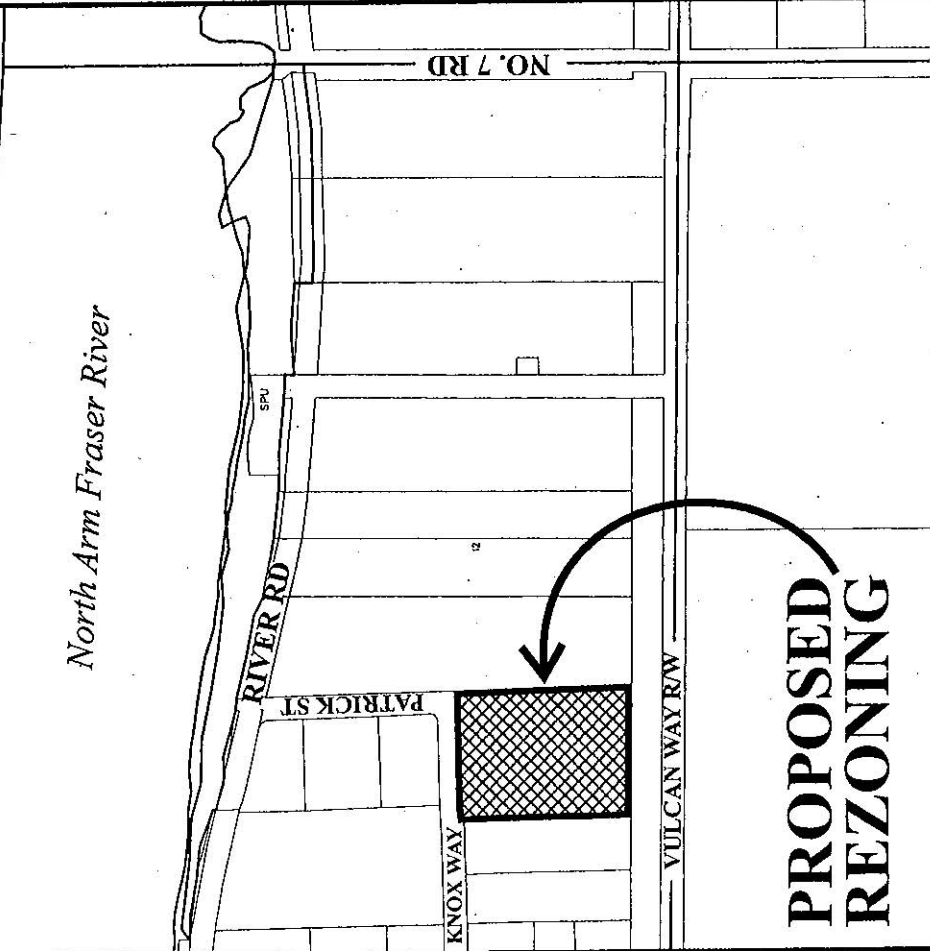 NO. 7 RD
North Arm Fraser River
SPU
12
RIVER RD
PATRICK ST
KNOX WAY
VULCAN WAY R/W
PROPOSED
REZONING